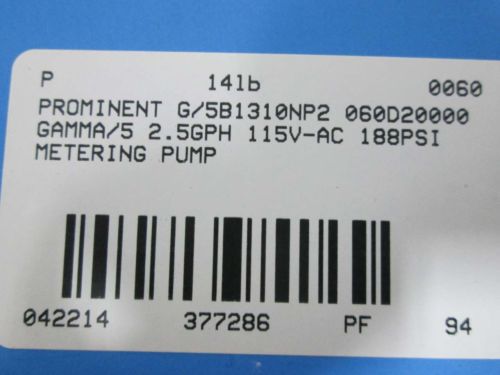 P 14lb 0060
PROMINENT G/5B1310NP2 060D20000
GAMMA/5 2.5GPH 115V-AC 188PSI
METERING PUMP
042214 377286 PF 94